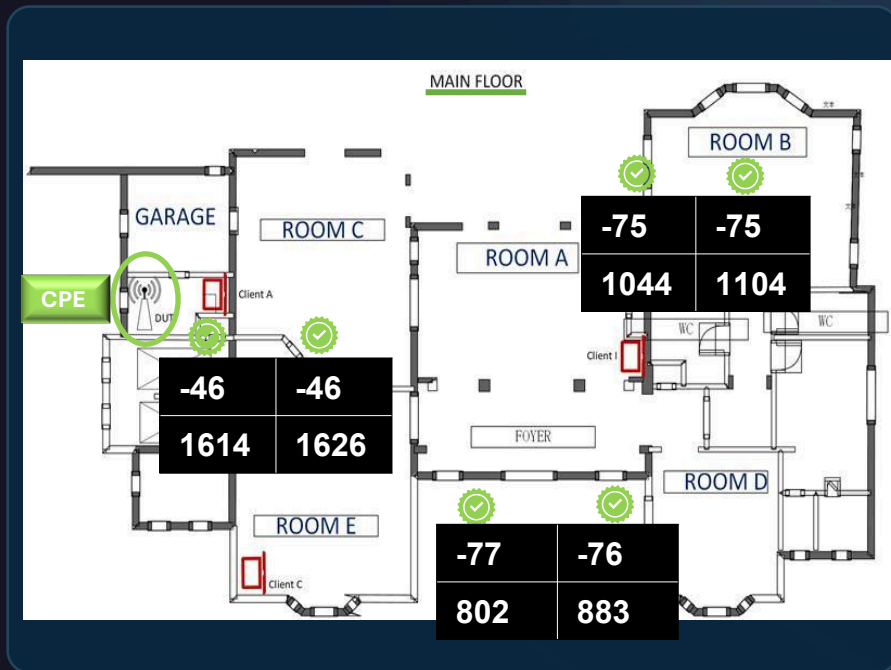 MAIN FLOOR
ROOM B
GARAGE
ROOM C
ROOM A
-75 -75
1044 1104
CPE
DUT
Client A
WC
WC
Client I
-46 -46
1614 1626
FOYER
ROOM D
ROOM E
-77 -76
802 883
Client C